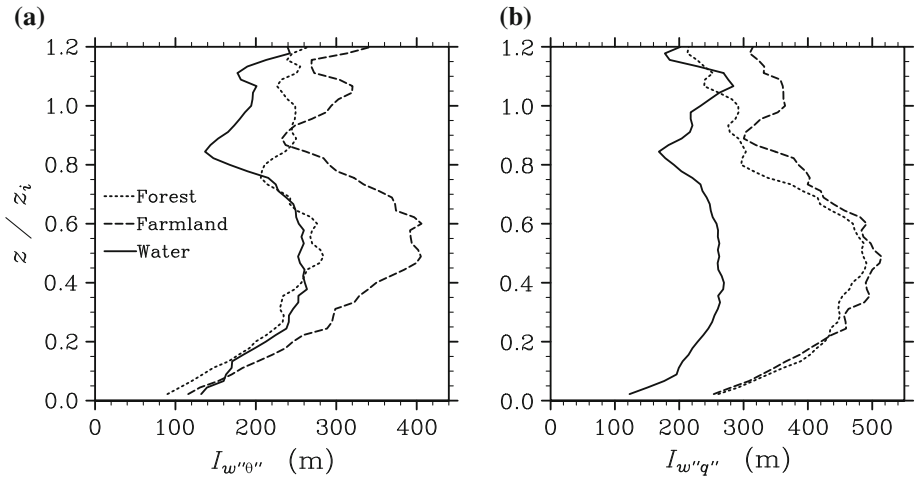 (a)
(b)
1.2
1.0
0.8
0.6
0.4
0.2
0.0
z / z_i
Forest
Farmland
Water
0 100 200 300 400
I_{w''θ''} (m)
1.2
1.0
0.8
0.6
0.4
0.2
0.0
0 100 200 300 400 500
I_{w''q''} (m)